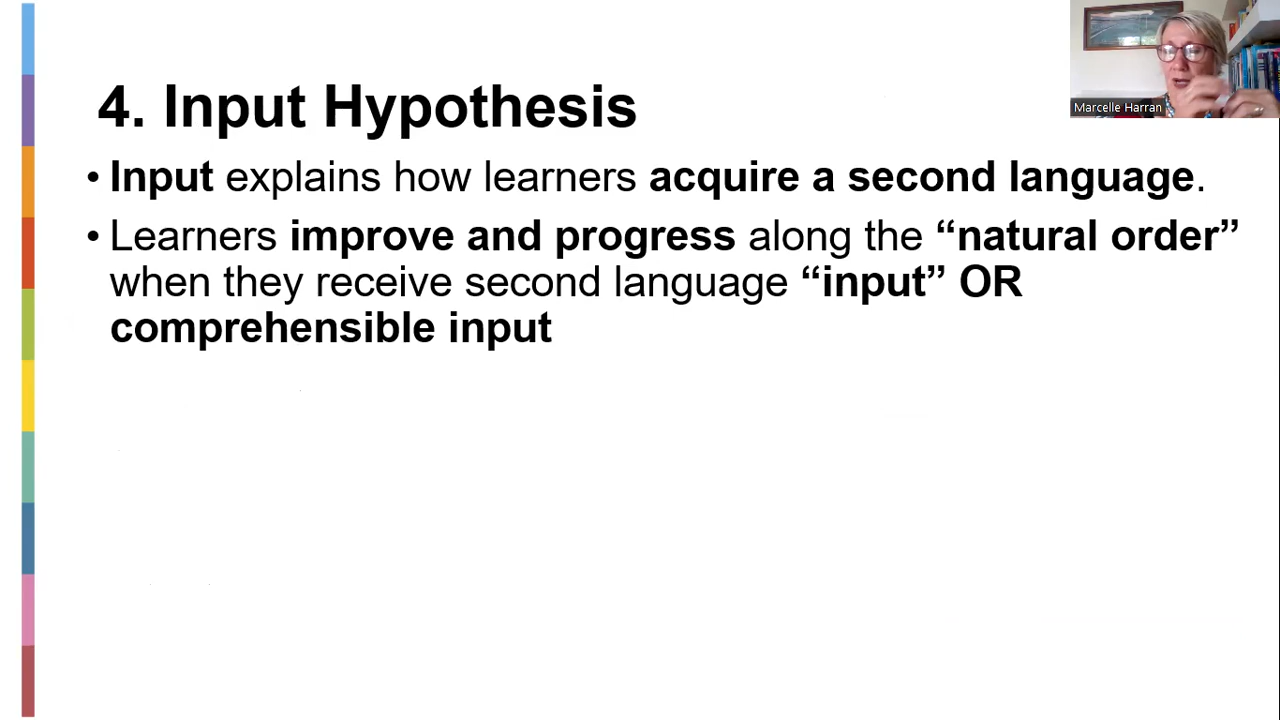 4. Input Hypothesis
• Input explains how learners acquire a second language.
• Learners improve and progress along the “natural order”
when they receive second language “input” OR
comprehensible input
Marcelle Harran